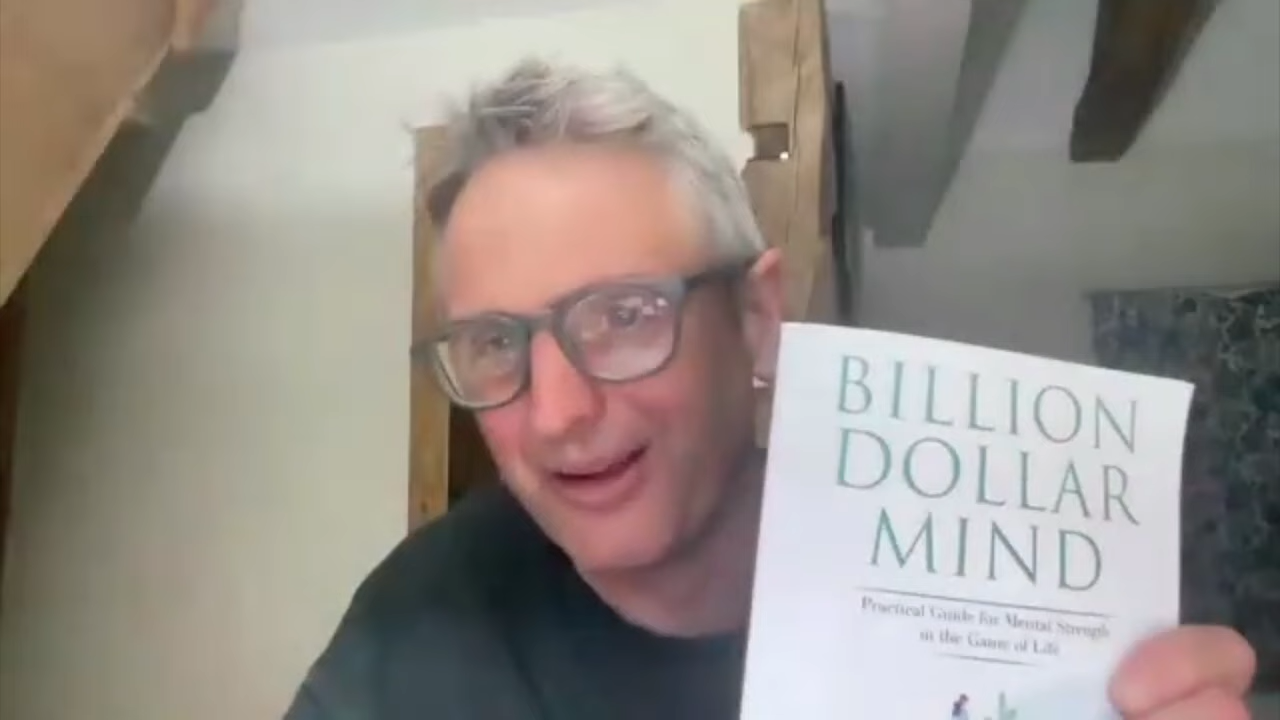 BILLION
DOLLAR
MIND
Practical Guide for Mental Strength
in the Game of Life